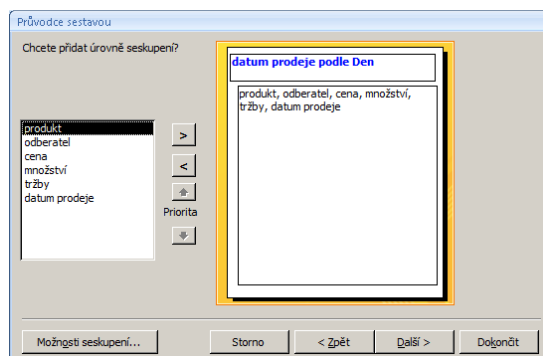 Průvodce sestavou
Chcete přidat úrovně seskupení?
produkt
odberatel
cena
množství
tržby
datum prodeje
>
<
Priorita
datum prodeje podle Den
produkt, odberatel, cena, množství,
tržby, datum prodeje
Možnosti seskupení...
Storno
< Zpět
Další >
Dokončit